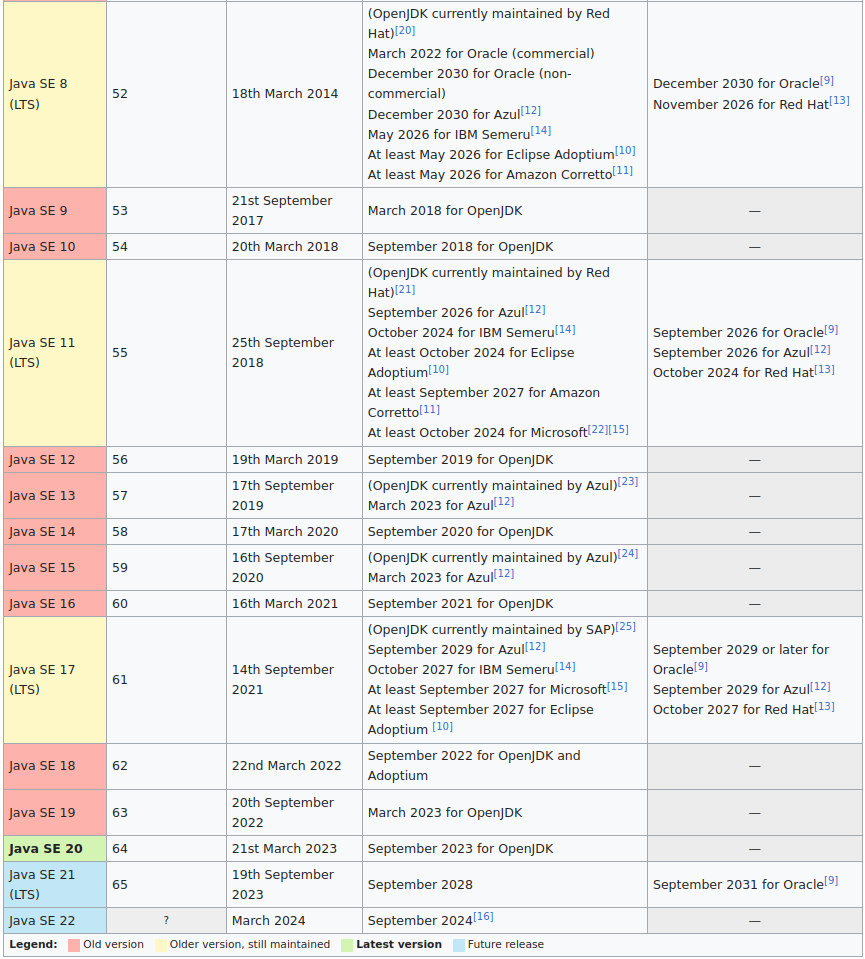 (OpenJDK currently maintained by Red
Hat)[20]
March 2022 for Oracle (commercial)
December 2030 for Oracle (non-
commercial)
December 2030 for Azul[12]
May 2026 for IBM Semeru[14]
At least May 2026 for Eclipse Adoptium[10]
At least May 2026 for Amazon Corretto[11]
Java SE 8
(LTS)
52
18th March 2014
December 2030 for Oracle[9]
November 2026 for Red Hat[13]
Java SE 9
53
21st September
2017
March 2018 for OpenJDK
—
Java SE 10
54
20th March 2018
September 2018 for OpenJDK
—
Java SE 11
(LTS)
55
25th September
2018
(OpenJDK currently maintained by Red
Hat)[21]
September 2026 for Azul[12]
October 2024 for IBM Semeru[14]
At least October 2024 for Eclipse
Adoptium[10]
At least September 2027 for Amazon
Corretto[11]
At least October 2024 for Microsoft[22][15]
September 2026 for Oracle[9]
September 2026 for Azul[12]
October 2024 for Red Hat[13]
Java SE 12
56
19th March 2019
September 2019 for OpenJDK
—
Java SE 13
57
17th September
2019
(OpenJDK currently maintained by Azul)[23]
March 2023 for Azul[12]
—
Java SE 14
58
17th March 2020
September 2020 for OpenJDK
—
Java SE 15
59
16th September
2020
(OpenJDK currently maintained by Azul)[24]
March 2023 for Azul[12]
—
Java SE 16
60
16th March 2021
September 2021 for OpenJDK
—
Java SE 17
(LTS)
61
14th September
2021
(OpenJDK currently maintained by SAP)[25]
September 2029 for Azul[12]
October 2027 for IBM Semeru[14]
At least September 2027 for Microsoft[15]
At least September 2027 for Eclipse
Adoptium [10]
September 2029 or later for
Oracle[9]
September 2029 for Azul[12]
October 2027 for Red Hat[13]
Java SE 18
62
22nd March 2022
September 2022 for OpenJDK and
Adoptium
—
Java SE 19
63
20th September
2022
March 2023 for OpenJDK
—
Java SE 20
64
21st March 2023
September 2023 for OpenJDK
—
Java SE 21
(LTS)
65
19th September
2023
September 2028
September 2031 for Oracle[9]
Java SE 22
?
March 2024
September 2024[16]
—
Legend: Old version Older version, still maintained Latest version Future release